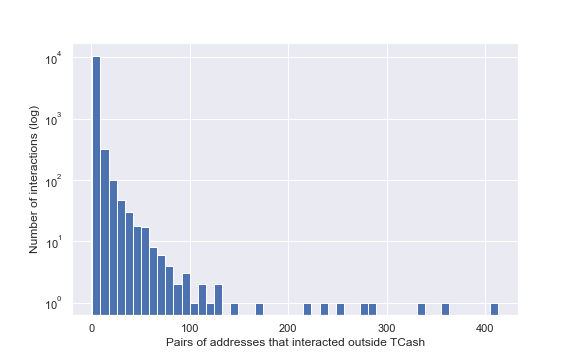 Number of interactions (log)
10⁴
10³
10²
10¹
10⁰
0 100 200 300 400
Pairs of addresses that interacted outside TCash